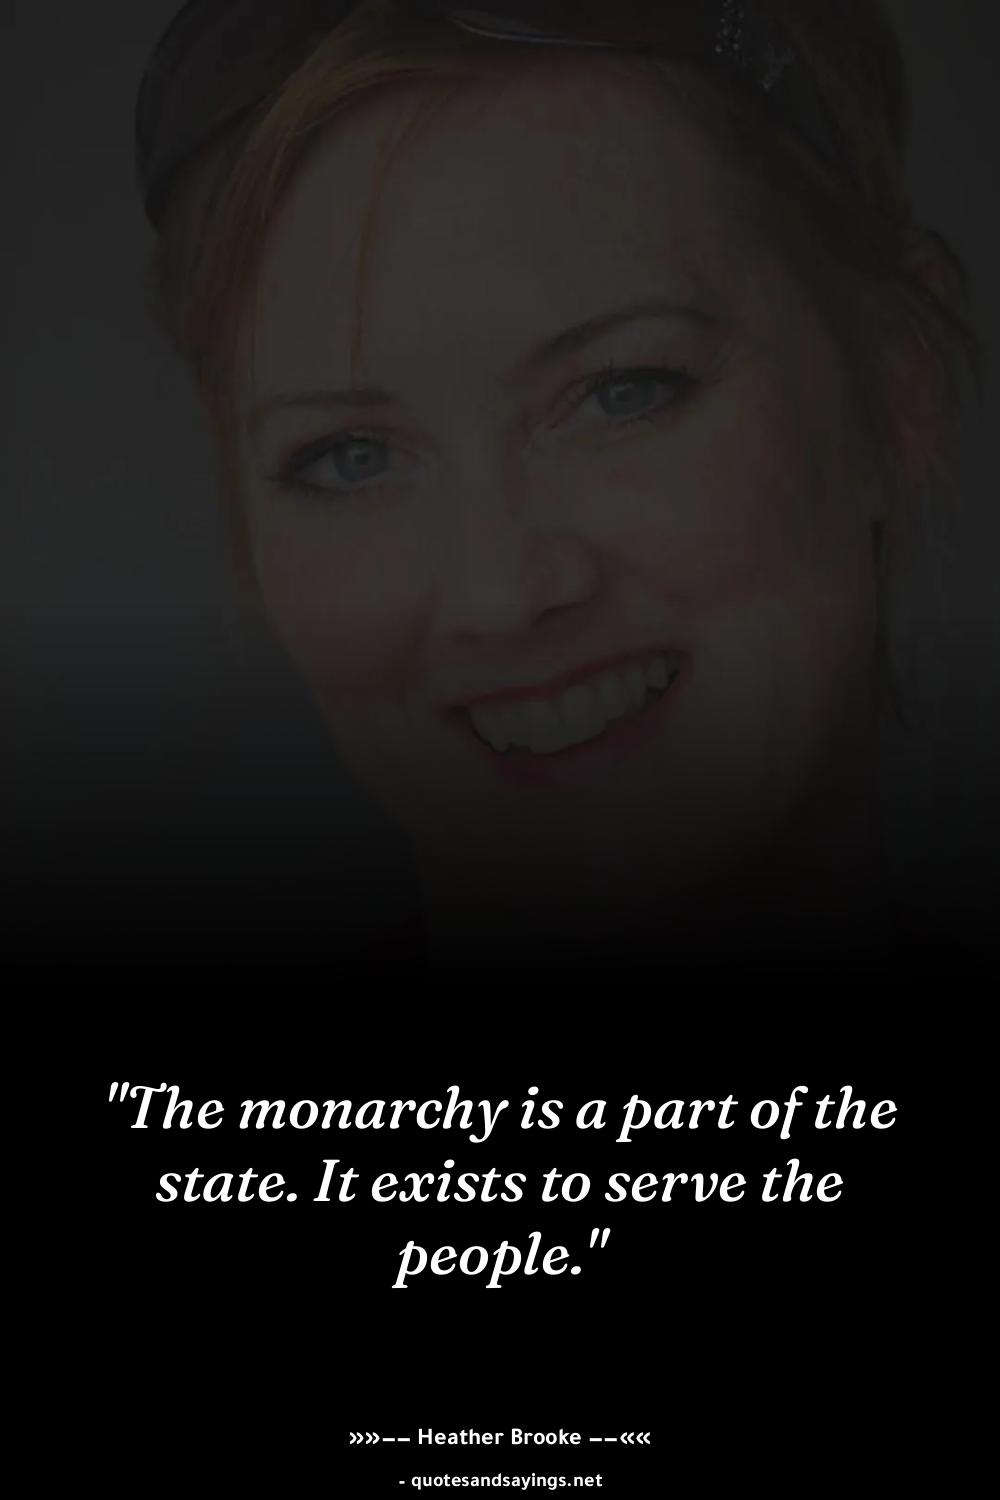 "The monarchy is a part of the
state. It exists to serve the
people."
»»−− Heather Brooke −−««
- quotesandsayings.net